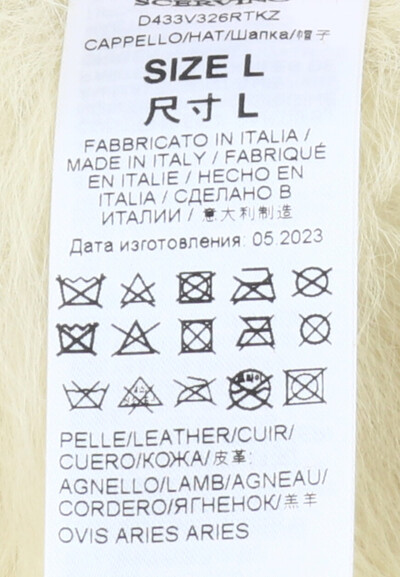 D433V326RTKZ
CAPPELLO/HAT/Шапка/帽子
SIZE L
尺寸 L
FABBRICATO IN ITALIA /
MADE IN ITALY / FABRIQUÉ
EN ITALIE / HECHO EN
ITALIA / СДЕЛАНО В
ИТАЛИИ / 意大利制造
Дата изготовления: 05.2023
PELLE/LEATHER/CUIR/
CUERO/КОЖА/皮革:
AGNELLO/LAMB/AGNEAU/
CORDERO/ЯГНЕНОК/羔羊
OVIS ARIES ARIES